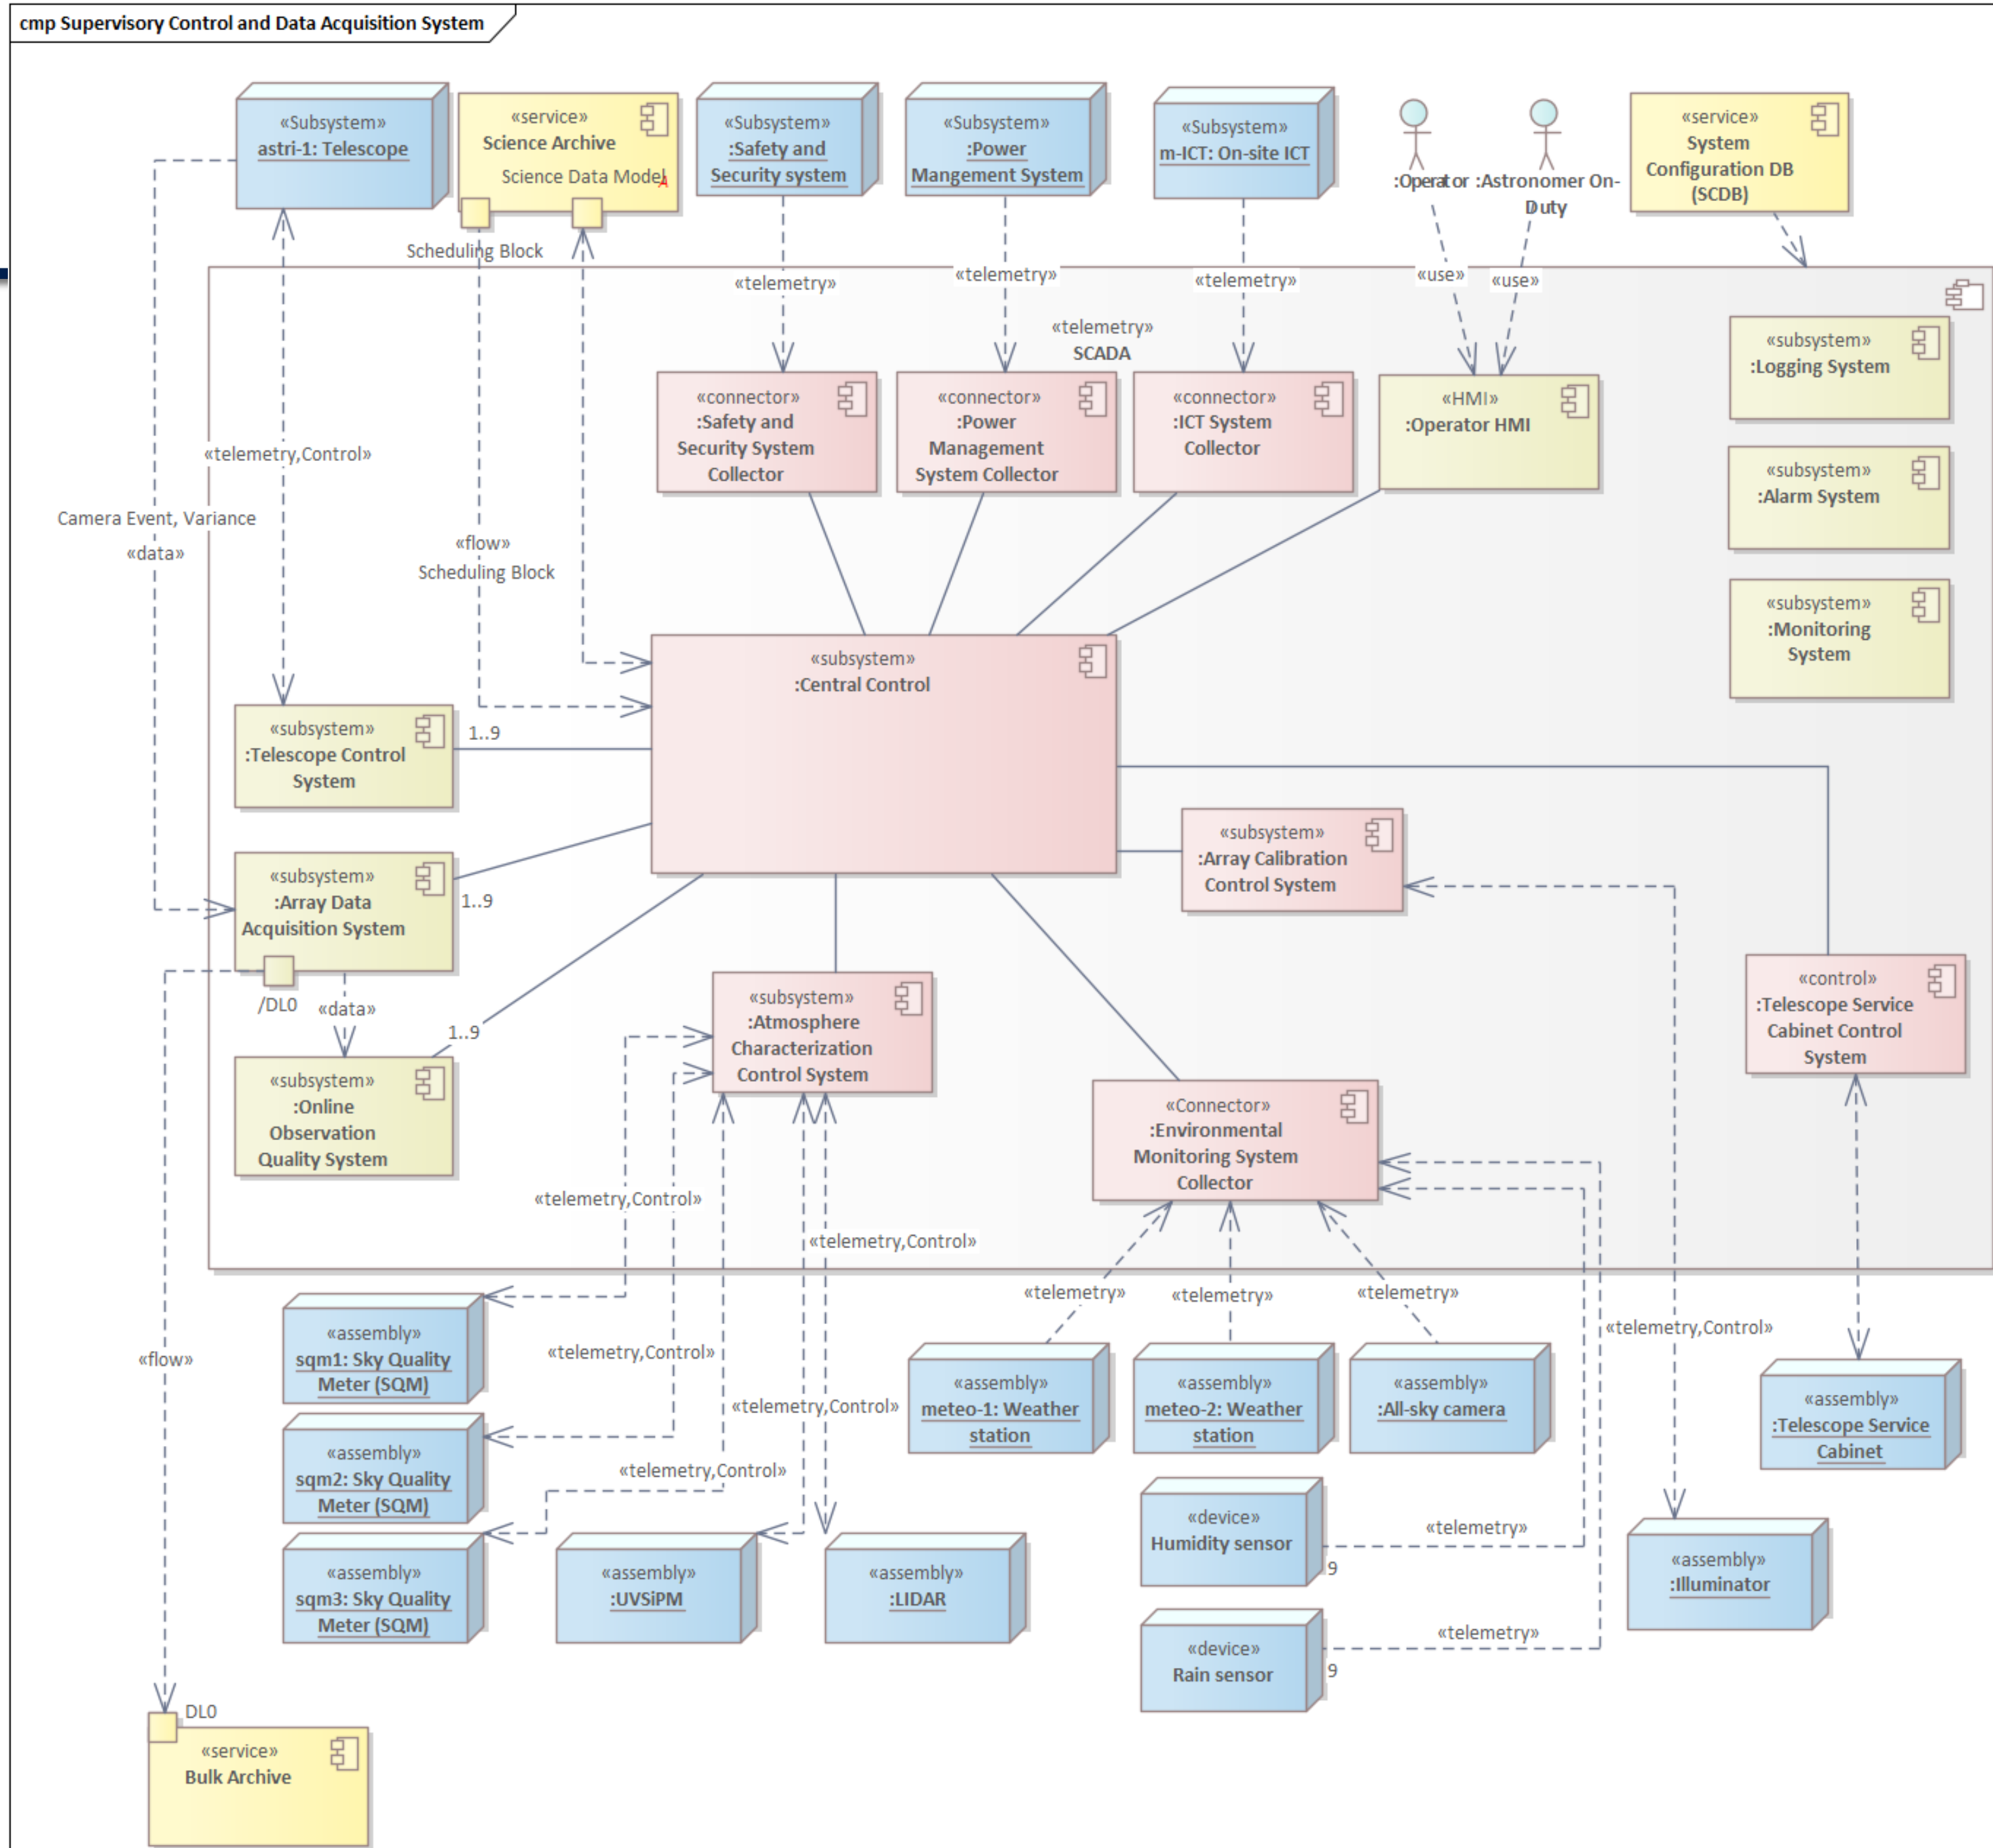 cmp Supervisory Control and Data Acquisition System
«Subsystem»
astri-1: Telescope
«service»
Science Archive
Science Data Model
A
«Subsystem»
:Safety and
Security system
«Subsystem»
:Power
Mangement System
«Subsystem»
m-ICT: On-site ICT
:Operator
:Astronomer On-
Duty
«service»
System
Configuration DB
(SCDB)
Scheduling Block
«telemetry»
«telemetry»
«telemetry»
«use»
«use»
«telemetry»
SCADA
«connector»
:Safety and
Security System
Collector
«connector»
:Power
Management
System Collector
«connector»
:ICT System
Collector
«HMI»
:Operator HMI
«subsystem»
:Logging System
«subsystem»
:Alarm System
«subsystem»
:Monitoring
System
«telemetry,Control»
Camera Event, Variance
«data»
«flow»
Scheduling Block
«subsystem»
:Central Control
«subsystem»
:Telescope Control
System
1..9
«subsystem»
:Array Data
Acquisition System
1..9
/DL0
«data»
«subsystem»
:Online
Observation
Quality System
1..9
«subsystem»
:Array Calibration
Control System
«subsystem»
:Atmosphere
Characterization
Control System
«Connector»
:Environmental
Monitoring System
Collector
«control»
:Telescope Service
Cabinet Control
System
«telemetry,Control»
«telemetry,Control»
«telemetry»
«telemetry»
«telemetry»
«telemetry,Control»
«flow»
«telemetry,Control»
«telemetry,Control»
«telemetry,Control»
«assembly»
sqm1: Sky Quality
Meter (SQM)
«assembly»
sqm2: Sky Quality
Meter (SQM)
«assembly»
sqm3: Sky Quality
Meter (SQM)
«assembly»
:UVSiPM
«assembly»
:LIDAR
«assembly»
meteo-1: Weather
station
«assembly»
meteo-2: Weather
station
«assembly»
:All-sky camera
«device»
Humidity sensor
9
«telemetry»
«device»
Rain sensor
9
«telemetry»
«assembly»
:Telescope Service
Cabinet
«assembly»
:Illuminator
DL0
«service»
Bulk Archive